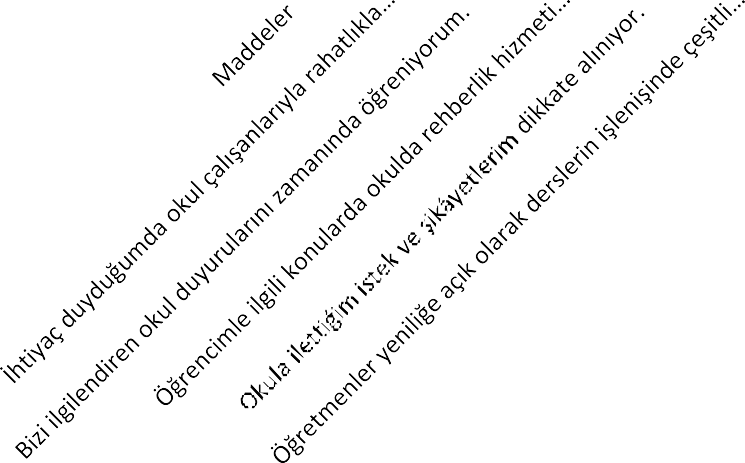 Maddeler
İhtiyaç duyduğumda okul çalışanlarıyla rahatlıkla...
Bizi ilgilendiren okul duyurularını zamanında öğreniyorum.
Öğrencimle ilgili konularda okulda rehberlik hizmeti...
Okula ilettiğim istek ve şikayetlerim dikkate alınıyor.
Öğretmenler yeniliğe açık olarak derslerin işlenişinde çeşitli...